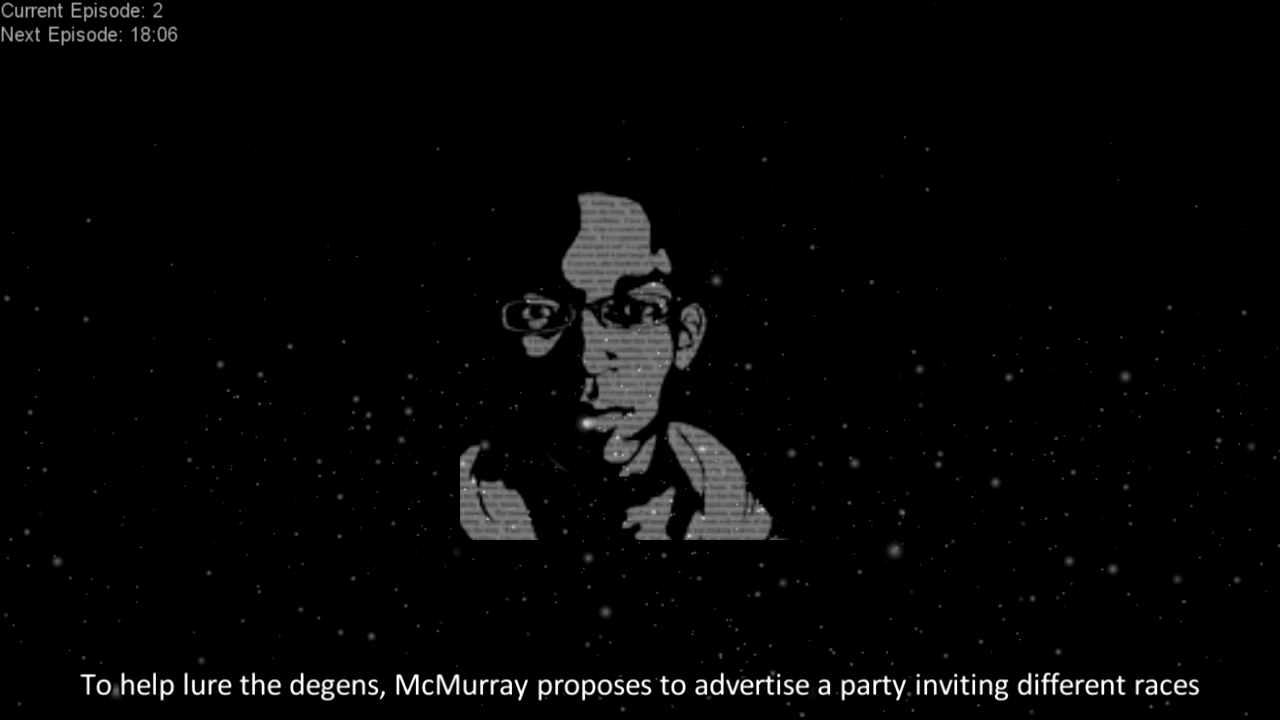 Current Episode: 2
Next Episode: 18:06
To help lure the degens, McMurray proposes to advertise a party inviting different races